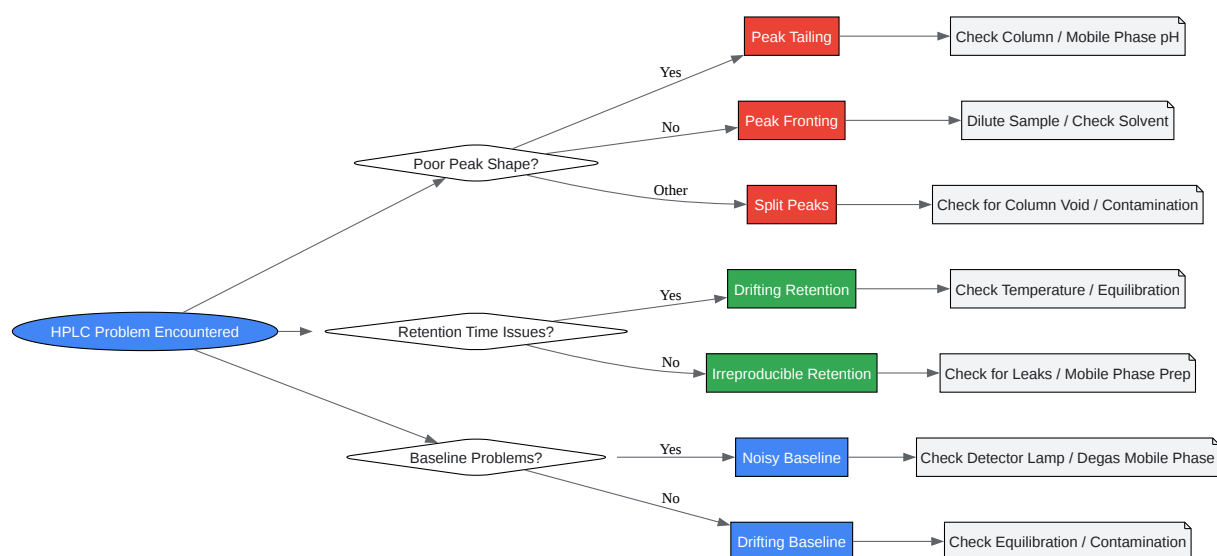 Peak Tailing
Check Column / Mobile Phase pH
Yes
Peak Fronting
Dilute Sample / Check Solvent
No
Poor Peak Shape?
Other
Split Peaks
Check for Column Void / Contamination
Drifting Retention
Check Temperature / Equilibration
Yes
HPLC Problem Encountered
Retention Time Issues?
No
Irreproducible Retention
Check for Leaks / Mobile Phase Prep
Baseline Problems?
Yes
Noisy Baseline
Check Detector Lamp / Degas Mobile Phase
No
Drifting Baseline
Check Equilibration / Contamination